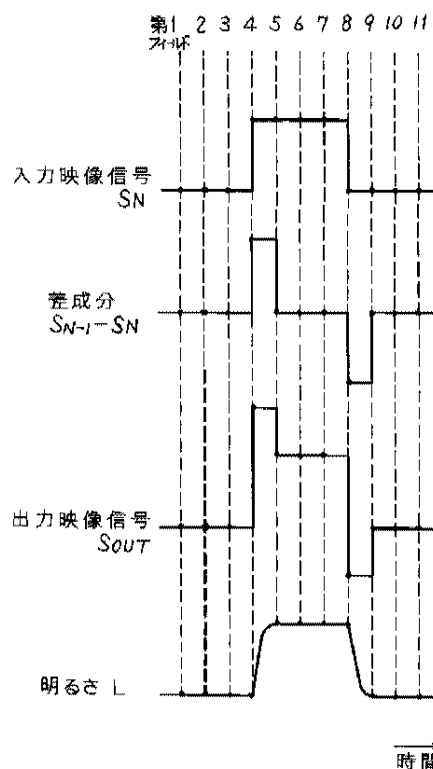 第1 2 3 4 5 6 7 8 9 10 11
フィールド
入力映像信号
SN
差成分
SN-1-SN
出力映像信号
SOUT
明るさ L
時間